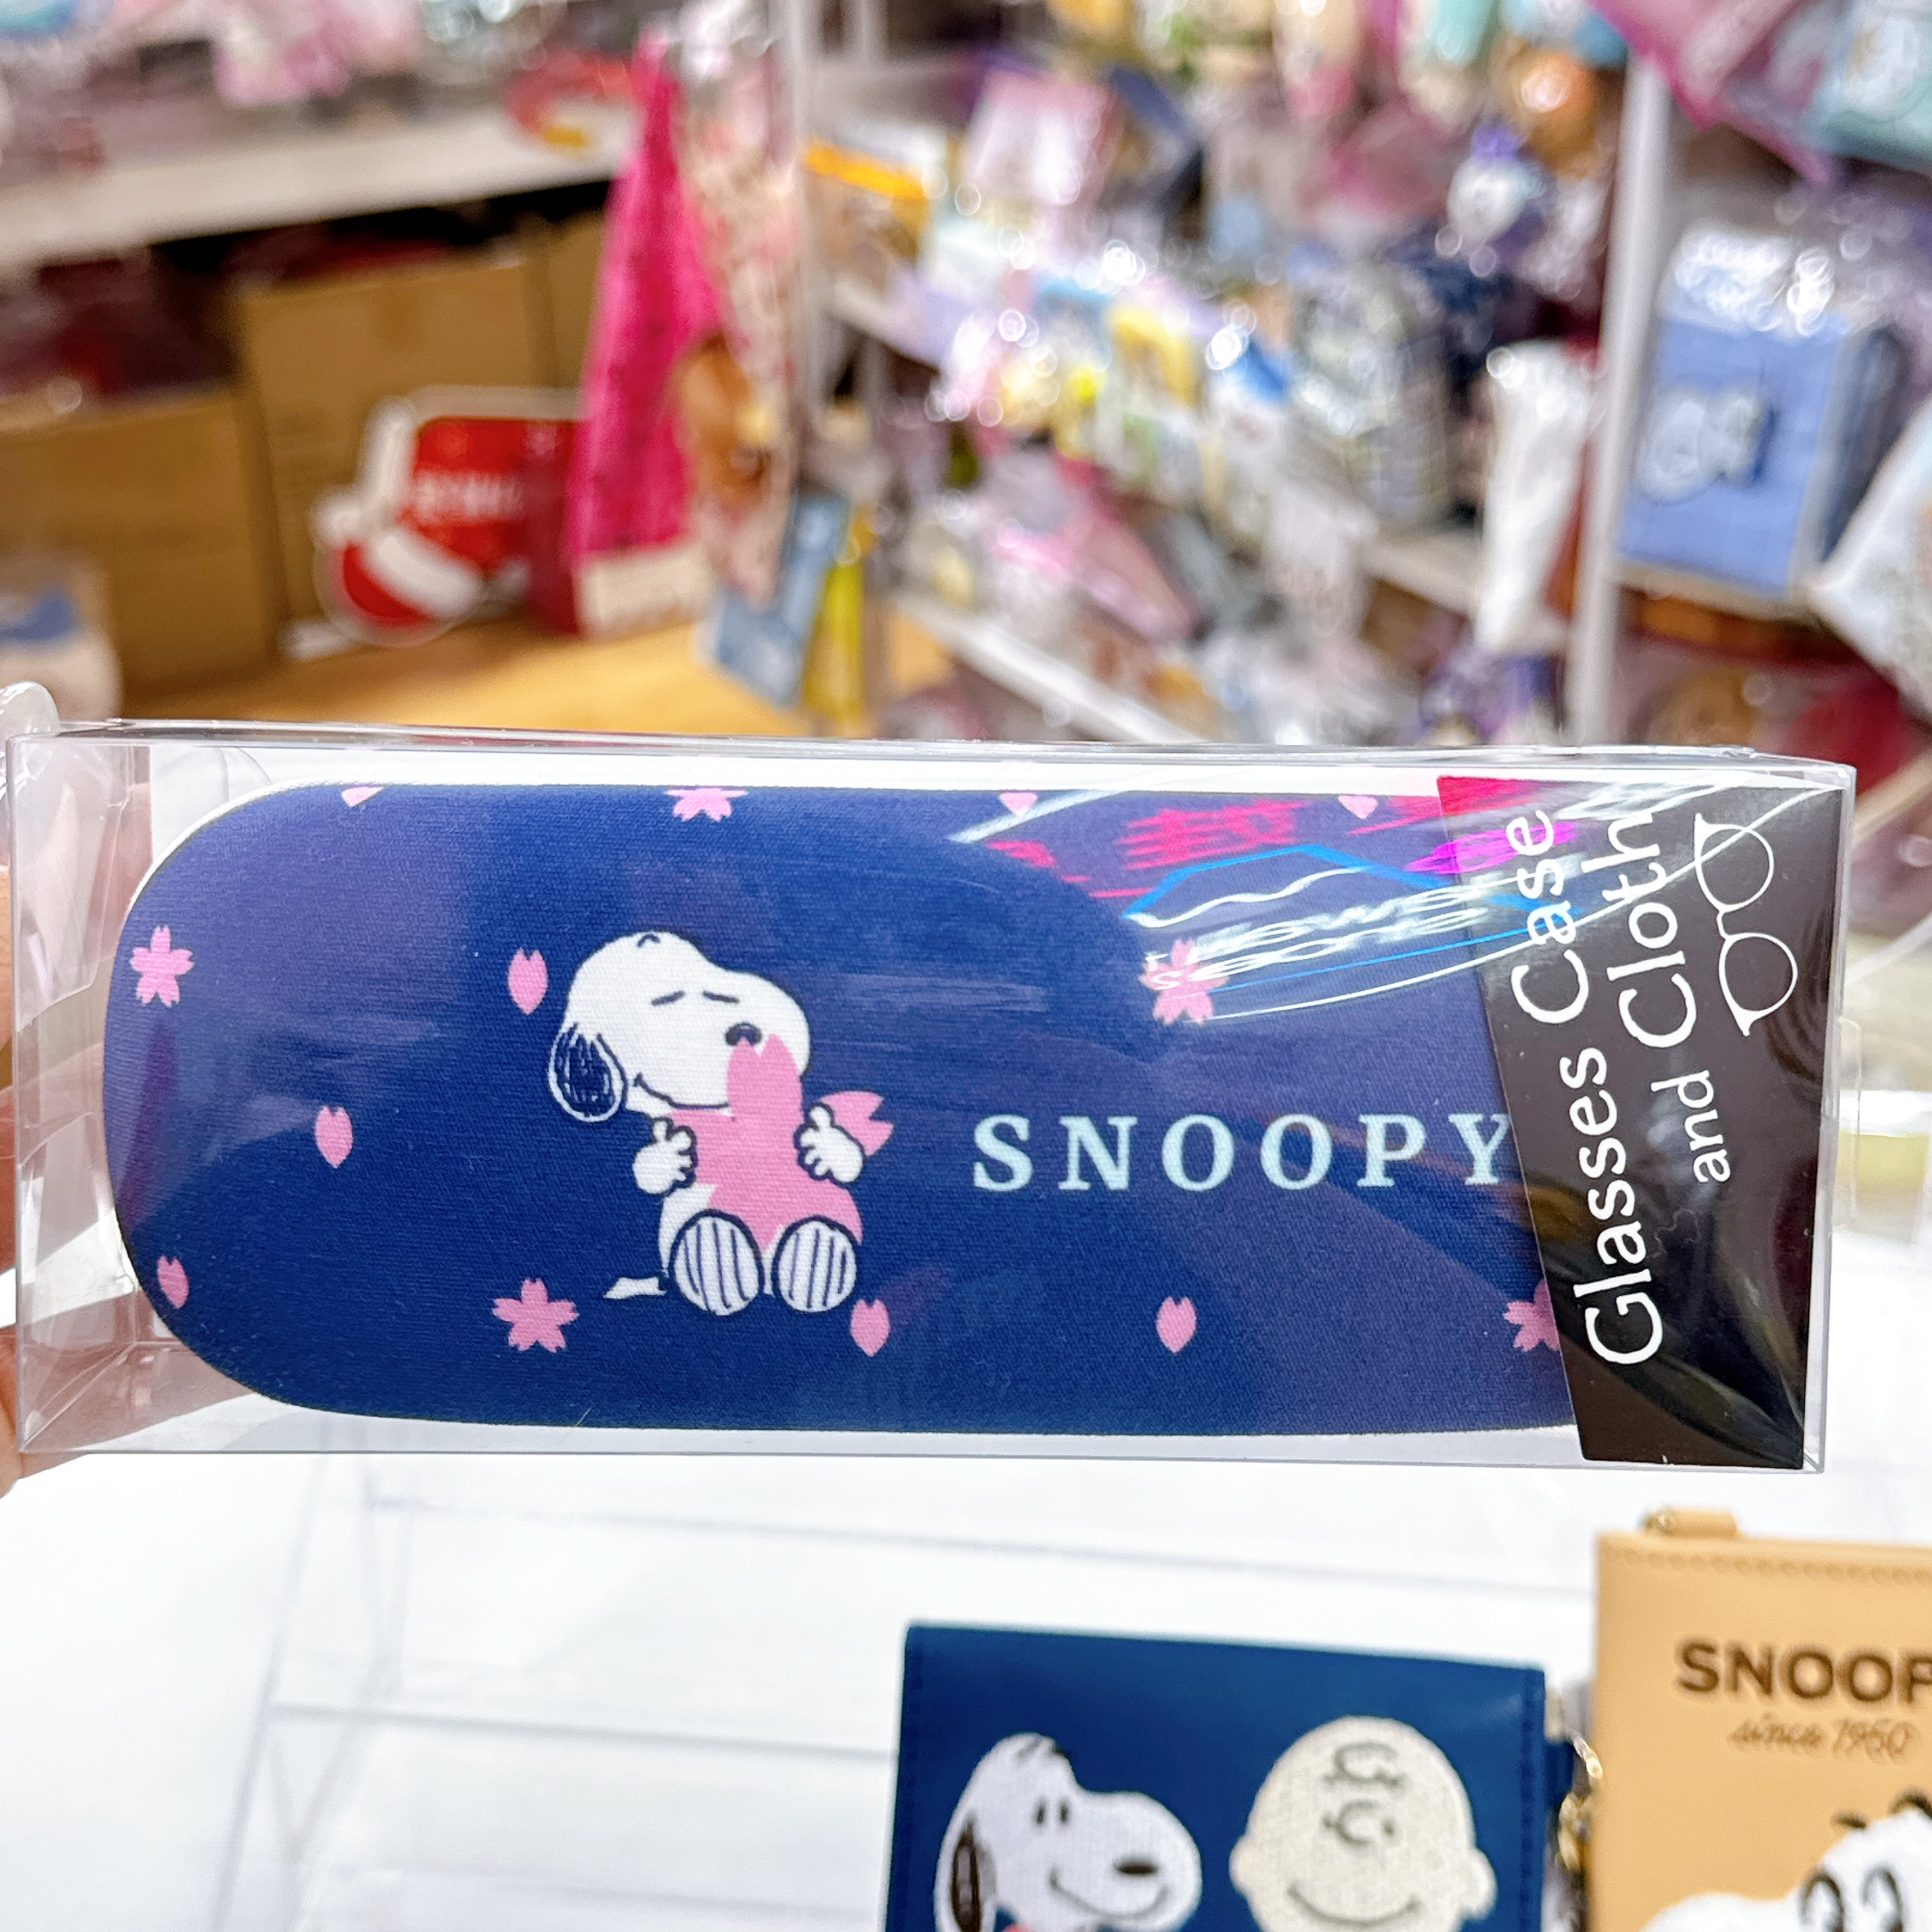 SNOOPY
Glasses Case
and Cloth
SNOOP
since 1950